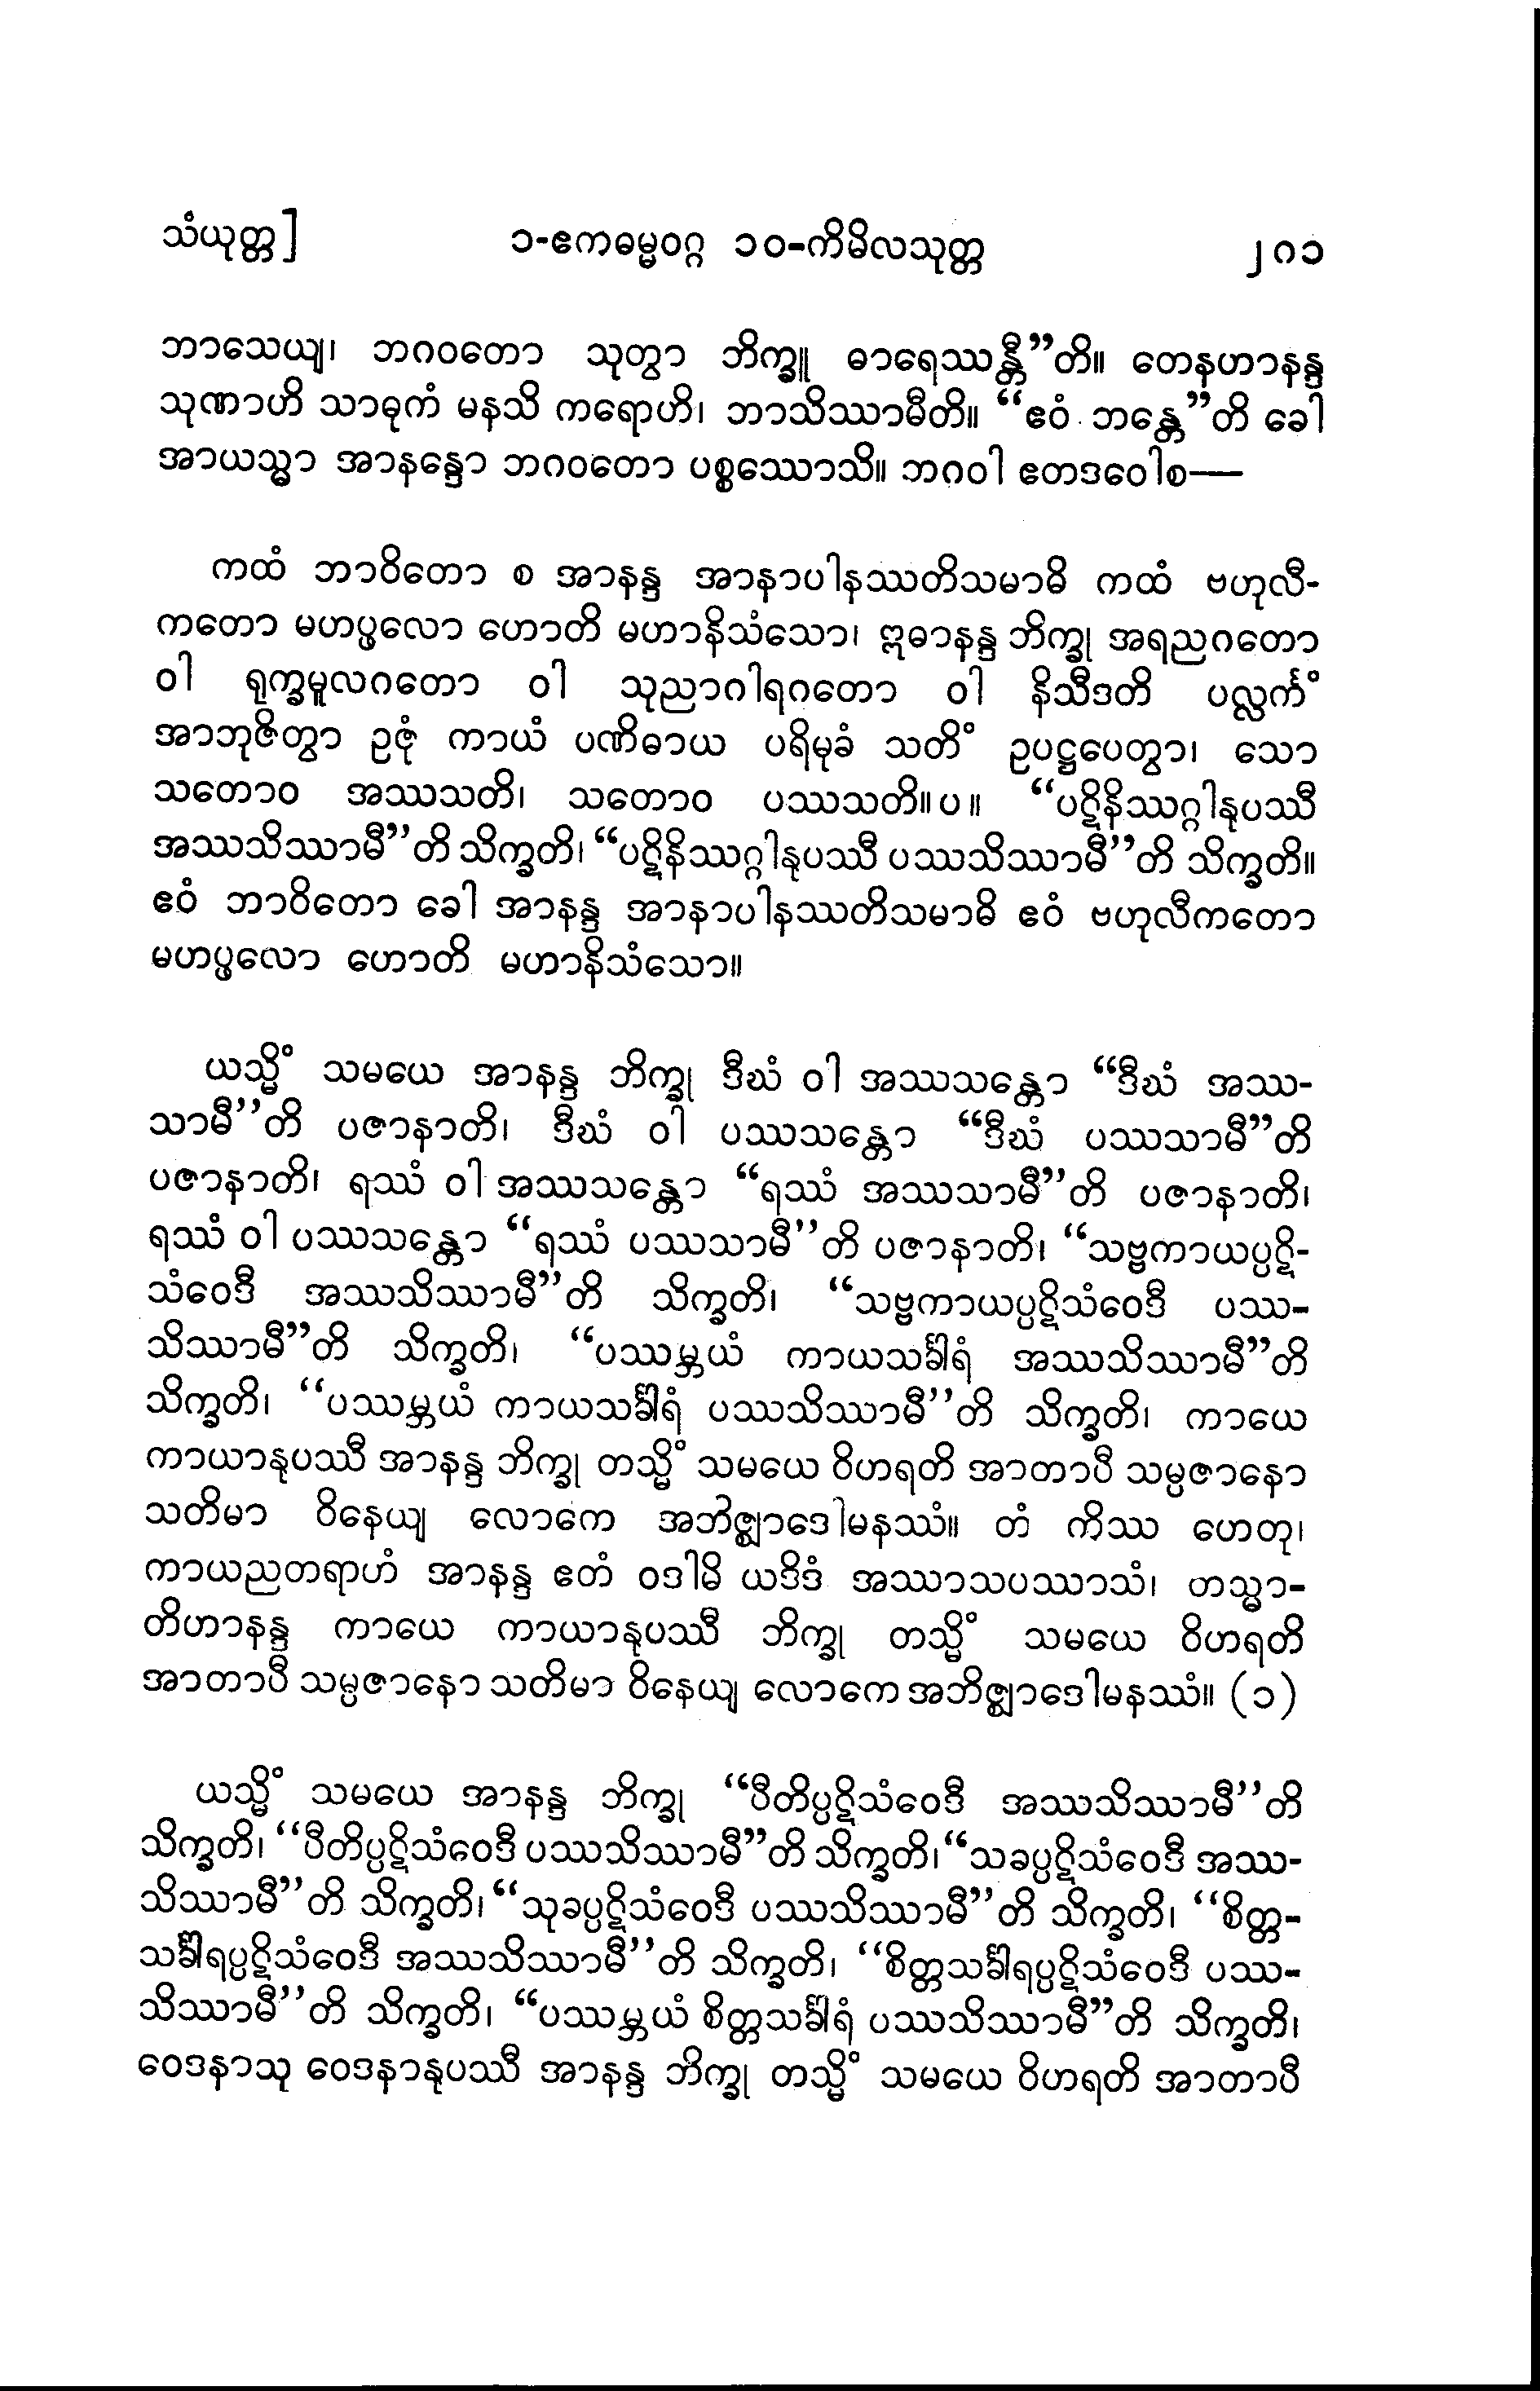 သံယုတ္တ] ၁-ဧကဓမ္မဝဂ္ဂ ၁၀-ကိမိလသုတ္တ ၂၈၁
ဘာသေယျ၊ ဘဂဝတော သုတွာ ဘိက္ခူ ဓာရေဿန္တီ”တိ။ တေနဟာနန္ဒ
သုဏာဟိ သာဓုကံ မနသိ ကရောဟိ၊ ဘာသိဿာမီတိ။ “ဧဝံ ဘန္တေ”တိ ခေါ
အာယသ္မာ အာနန္ဒော ဘဂဝတော ပစ္စဿောသိ။ ဘဂဝါ ဧတဒဝေါစ—
ကထံ ဘာဝိတော စ အာနန္ဒ အာနာပါနဿတိသမာဓိ ကထံ ဗဟုလီ-
ကတော မဟပ္ဖလော ဟောတိ မဟာနိသံသော၊ ဣဓာနန္ဒ ဘိက္ခု အရညဂတော
ဝါ ရုက္ခမူလဂတော ဝါ သုညာဂါရဂတော ဝါ နိသီဒတိ ပလ္လင်္ကံ
အာဘုဇိတွာ ဥဇုံ ကာယံ ပဏိဓာယ ပရိမုခံ သတိံ ဥပဋ္ဌပေတွာ၊ သော
သတောဝ အဿသတိ၊ သတောဝ ပဿသတိ။ပ။ “ပဋိနိဿဂ္ဂါနုပဿီ
အဿသိဿာမီ”တိ သိက္ခတိ၊ “ပဋိနိဿဂ္ဂါနုပဿီ ပဿသိဿာမီ”တိ သိက္ခတိ။
ဧဝံ ဘာဝိတော ခေါ အာနန္ဒ အာနာပါနဿတိသမာဓိ ဧဝံ ဗဟုလီကတော
မဟပ္ဖလော ဟောတိ မဟာနိသံသော။
ယသ္မိံ သမယေ အာနန္ဒ ဘိက္ခု ဒီဃံ ဝါ အဿသန္တော “ဒီဃံ အဿ-
သာမီ”တိ ပဇာနာတိ၊ ဒီဃံ ဝါ ပဿသန္တော “ဒီဃံ ပဿသာမီ”တိ
ပဇာနာတိ၊ ရဿံ ဝါ အဿသန္တော “ရဿံ အဿသာမီ”တိ ပဇာနာတိ၊
ရဿံ ဝါ ပဿသန္တော “ရဿံ ပဿသာမီ”တိ ပဇာနာတိ၊ “သဗ္ဗကာယပ္ပဋိ-
သံဝေဒီ အဿသိဿာမီ”တိ သိက္ခတိ၊ “သဗ္ဗကာယပ္ပဋိသံဝေဒီ ပဿ-
သိဿာမီ”တိ သိက္ခတိ၊ “ပဿမ္ဘယံ ကာယသင်္ခါရံ အဿသိဿာမီ”တိ
သိက္ခတိ၊ “ပဿမ္ဘယံ ကာယသင်္ခါရံ ပဿသိဿာမီ”တိ သိက္ခတိ၊ ကာယေ
ကာယာနုပဿီ အာနန္ဒ ဘိက္ခု တသ္မိံ သမယေ ဝိဟရတိ အာတာပီ သမ္ပဇာနော
သတိမာ ဝိနေယျ လောကေ အဘိဇ္ဈာဒေါမနဿံ။ တံ ကိဿ ဟေတု၊
ကာယညတရာဟံ အာနန္ဒ ဧတံ ဝဒါမိ ယဒိဒံ အဿာသပဿာသံ၊ တသ္မာ-
တိဟာနန္ဒ ကာယေ ကာယာနုပဿီ ဘိက္ခု တသ္မိံ သမယေ ဝိဟရတိ
အာတာပီ သမ္ပဇာနော သတိမာ ဝိနေယျ လောကေ အဘိဇ္ဈာဒေါမနဿံ။ (၁)
ယသ္မိံ သမယေ အာနန္ဒ ဘိက္ခု “ပီတိပ္ပဋိသံဝေဒီ အဿသိဿာမီ”တိ
သိက္ခတိ၊ “ပီတိပ္ပဋိသံဝေဒီ ပဿသိဿာမီ”တိ သိက္ခတိ၊ “သခပ္ပဋိသံဝေဒီ အဿ-
သိဿာမီ”တိ သိက္ခတိ၊ “သုခပ္ပဋိသံဝေဒီ ပဿသိဿာမီ”တိ သိက္ခတိ၊ “စိတ္တ-
သင်္ခါရပ္ပဋိသံဝေဒီ အဿသိဿာမီ”တိ သိက္ခတိ၊ “စိတ္တသင်္ခါရပ္ပဋိသံဝေဒီ ပဿ-
သိဿာမီ”တိ သိက္ခတိ၊ “ပဿမ္ဘယံ စိတ္တသင်္ခါရံ ပဿသိဿာမီ”တိ သိက္ခတိ၊
ဝေဒနာသု ဝေဒနာနုပဿီ အာနန္ဒ ဘိက္ခု တသ္မိံ သမယေ ဝိဟရတိ အာတာပီ